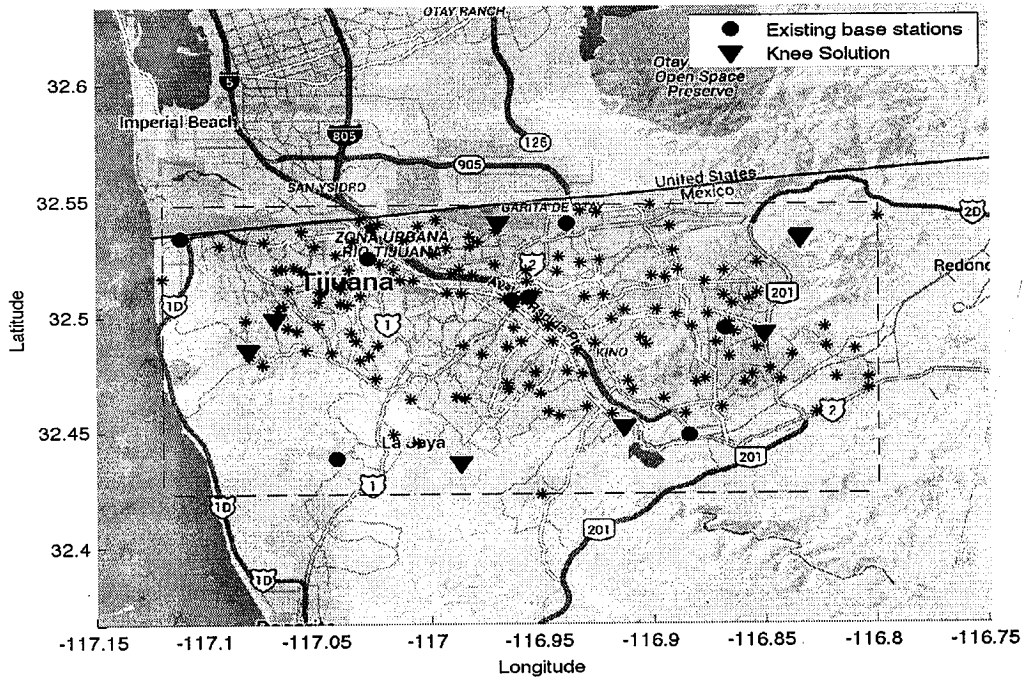 OTAY RANCH
Existing base stations
Knee Solution
Otay
Open Space
Preserve
5
32.6
Imperial Beach
805
125
905
SAN YSIDRO
United States
Mexico
32.55
GARITA DE OTAY
2D
ZONA URBANA
RIO TIJUANA
Redond
Tijuana
201
1D
32.5
1
KINO
2
32.45
La Joya
201
1
1D
201
32.4
1D
-117.15
-117.1
-117.05
-117
-116.95
-116.9
-116.85
-116.8
-116.75
Latitude
Longitude